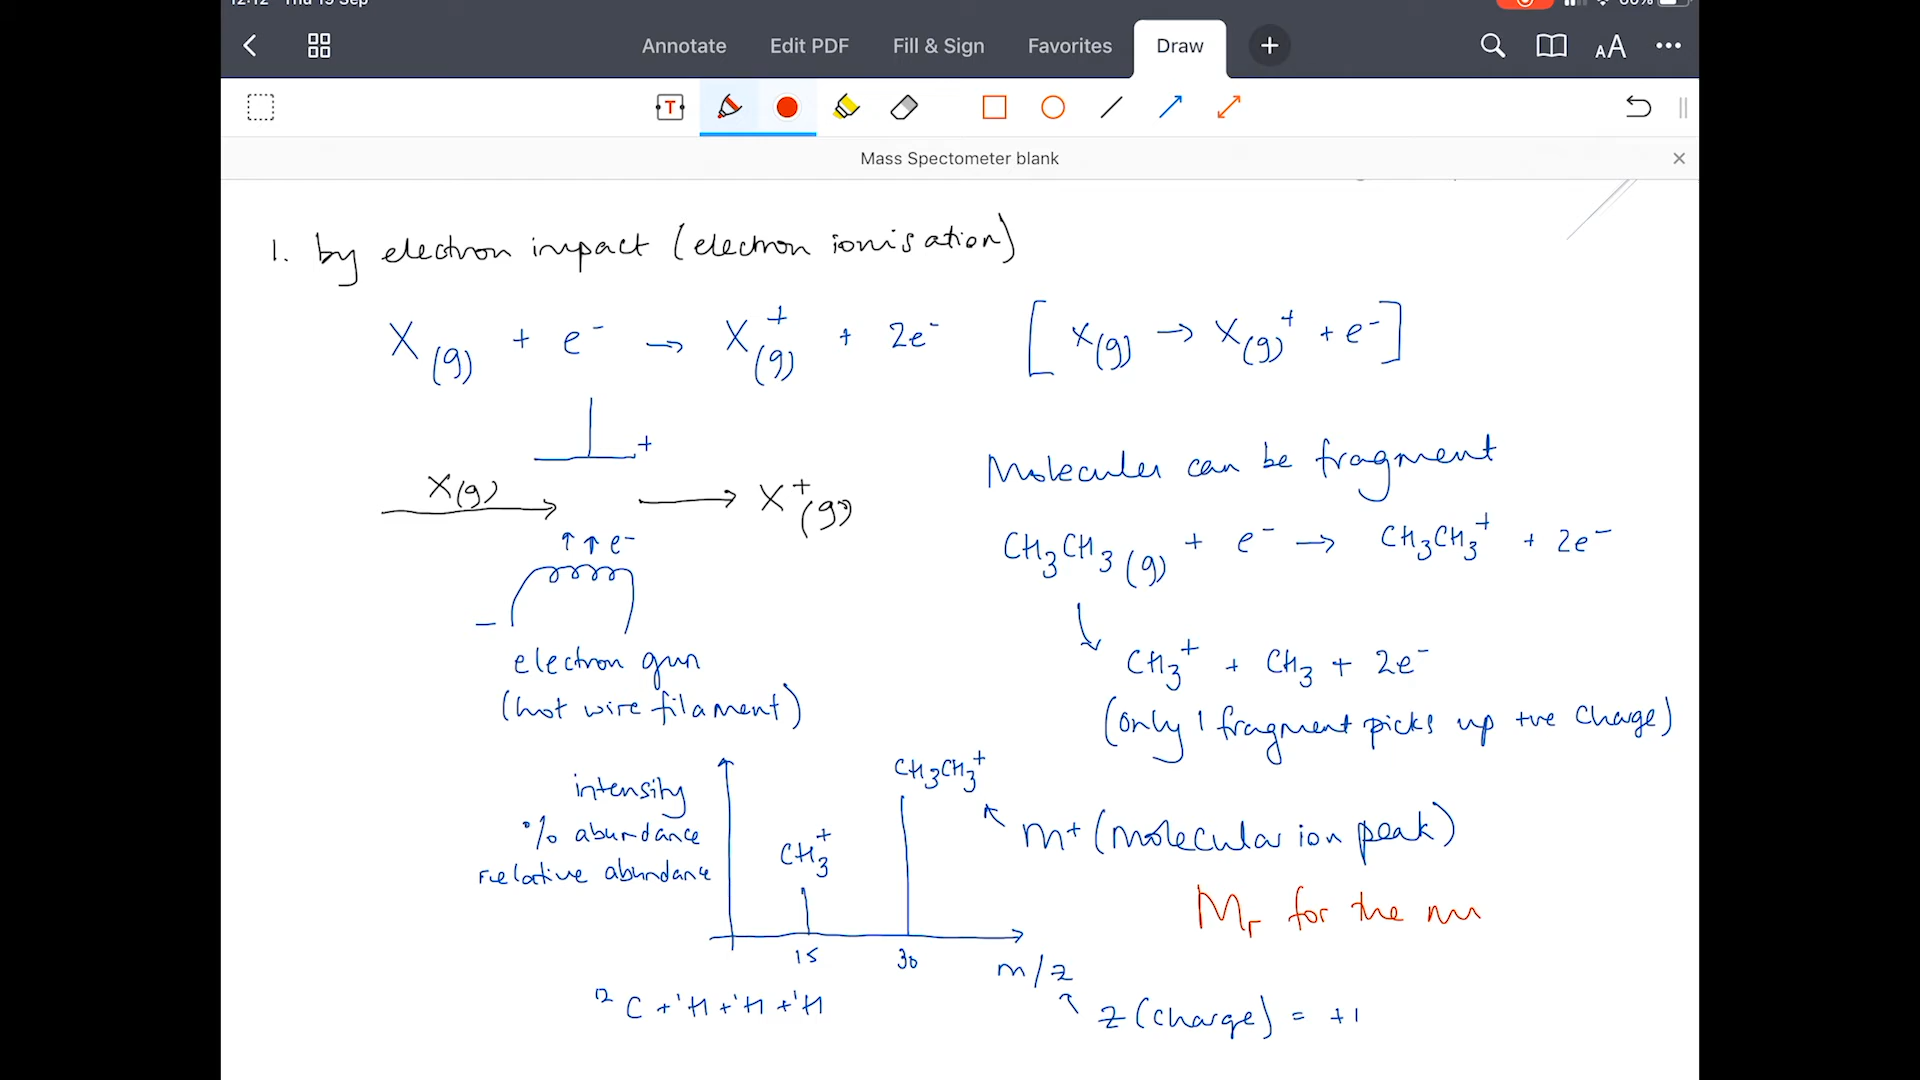 Annotate Edit PDF Fill & Sign Favorites Draw
Mass Spectometer blank
1. by electron impact (electron ionisation)
X(g) + e⁻ → X⁺(g) + 2e⁻ [X(g) → X(g)⁺ + e⁻]
+
X(g) → X⁺(g)
↑ ↑ e⁻
−
electron gun
(hot wire filament)
Molecules can be fragment
CH₃CH₃(g) + e⁻ → CH₃CH₃⁺ + 2e⁻
CH₃⁺ + CH₃ + 2e⁻
(only 1 fragment picks up +ve charge)
intensity
% abundance
relative abundance
CH₃⁺
CH₃CH₃⁺
m⁺ (molecular ion peak)
Mr for the
15 30
m/z
¹²C + ¹H + ¹H + ¹H
z (charge) = +1